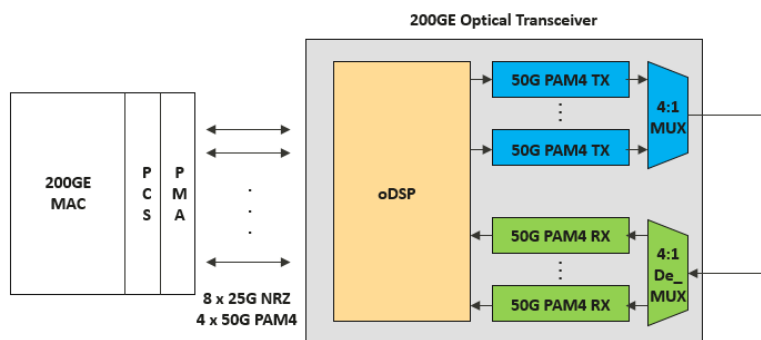 200GE Optical Transceiver
200GE
MAC
P
C
S
P
M
A
8 x 25G NRZ
4 x 50G PAM4
oDSP
50G PAM4 TX
50G PAM4 TX
4:1
MUX
50G PAM4 RX
50G PAM4 RX
4:1
De_
MUX